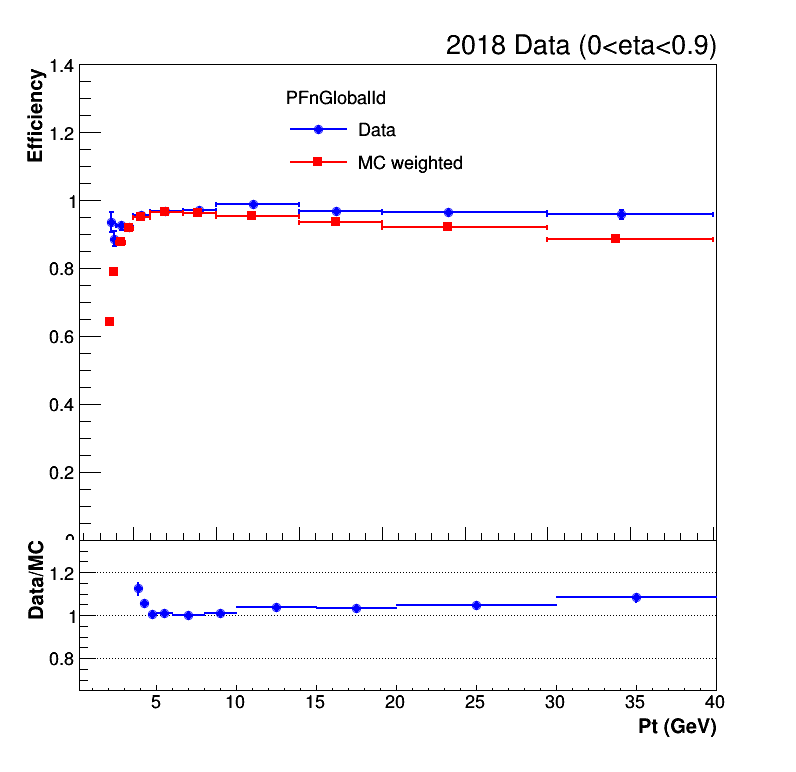 2018 Data (0<eta<0.9)
Efficiency
1.4
1.2
1
0.8
0.6
0.4
0.2
0
PFnGlobalId
Data
MC weighted
Data/MC
1.2
1
0.8
5 10 15 20 25 30 35 40
Pt (GeV)